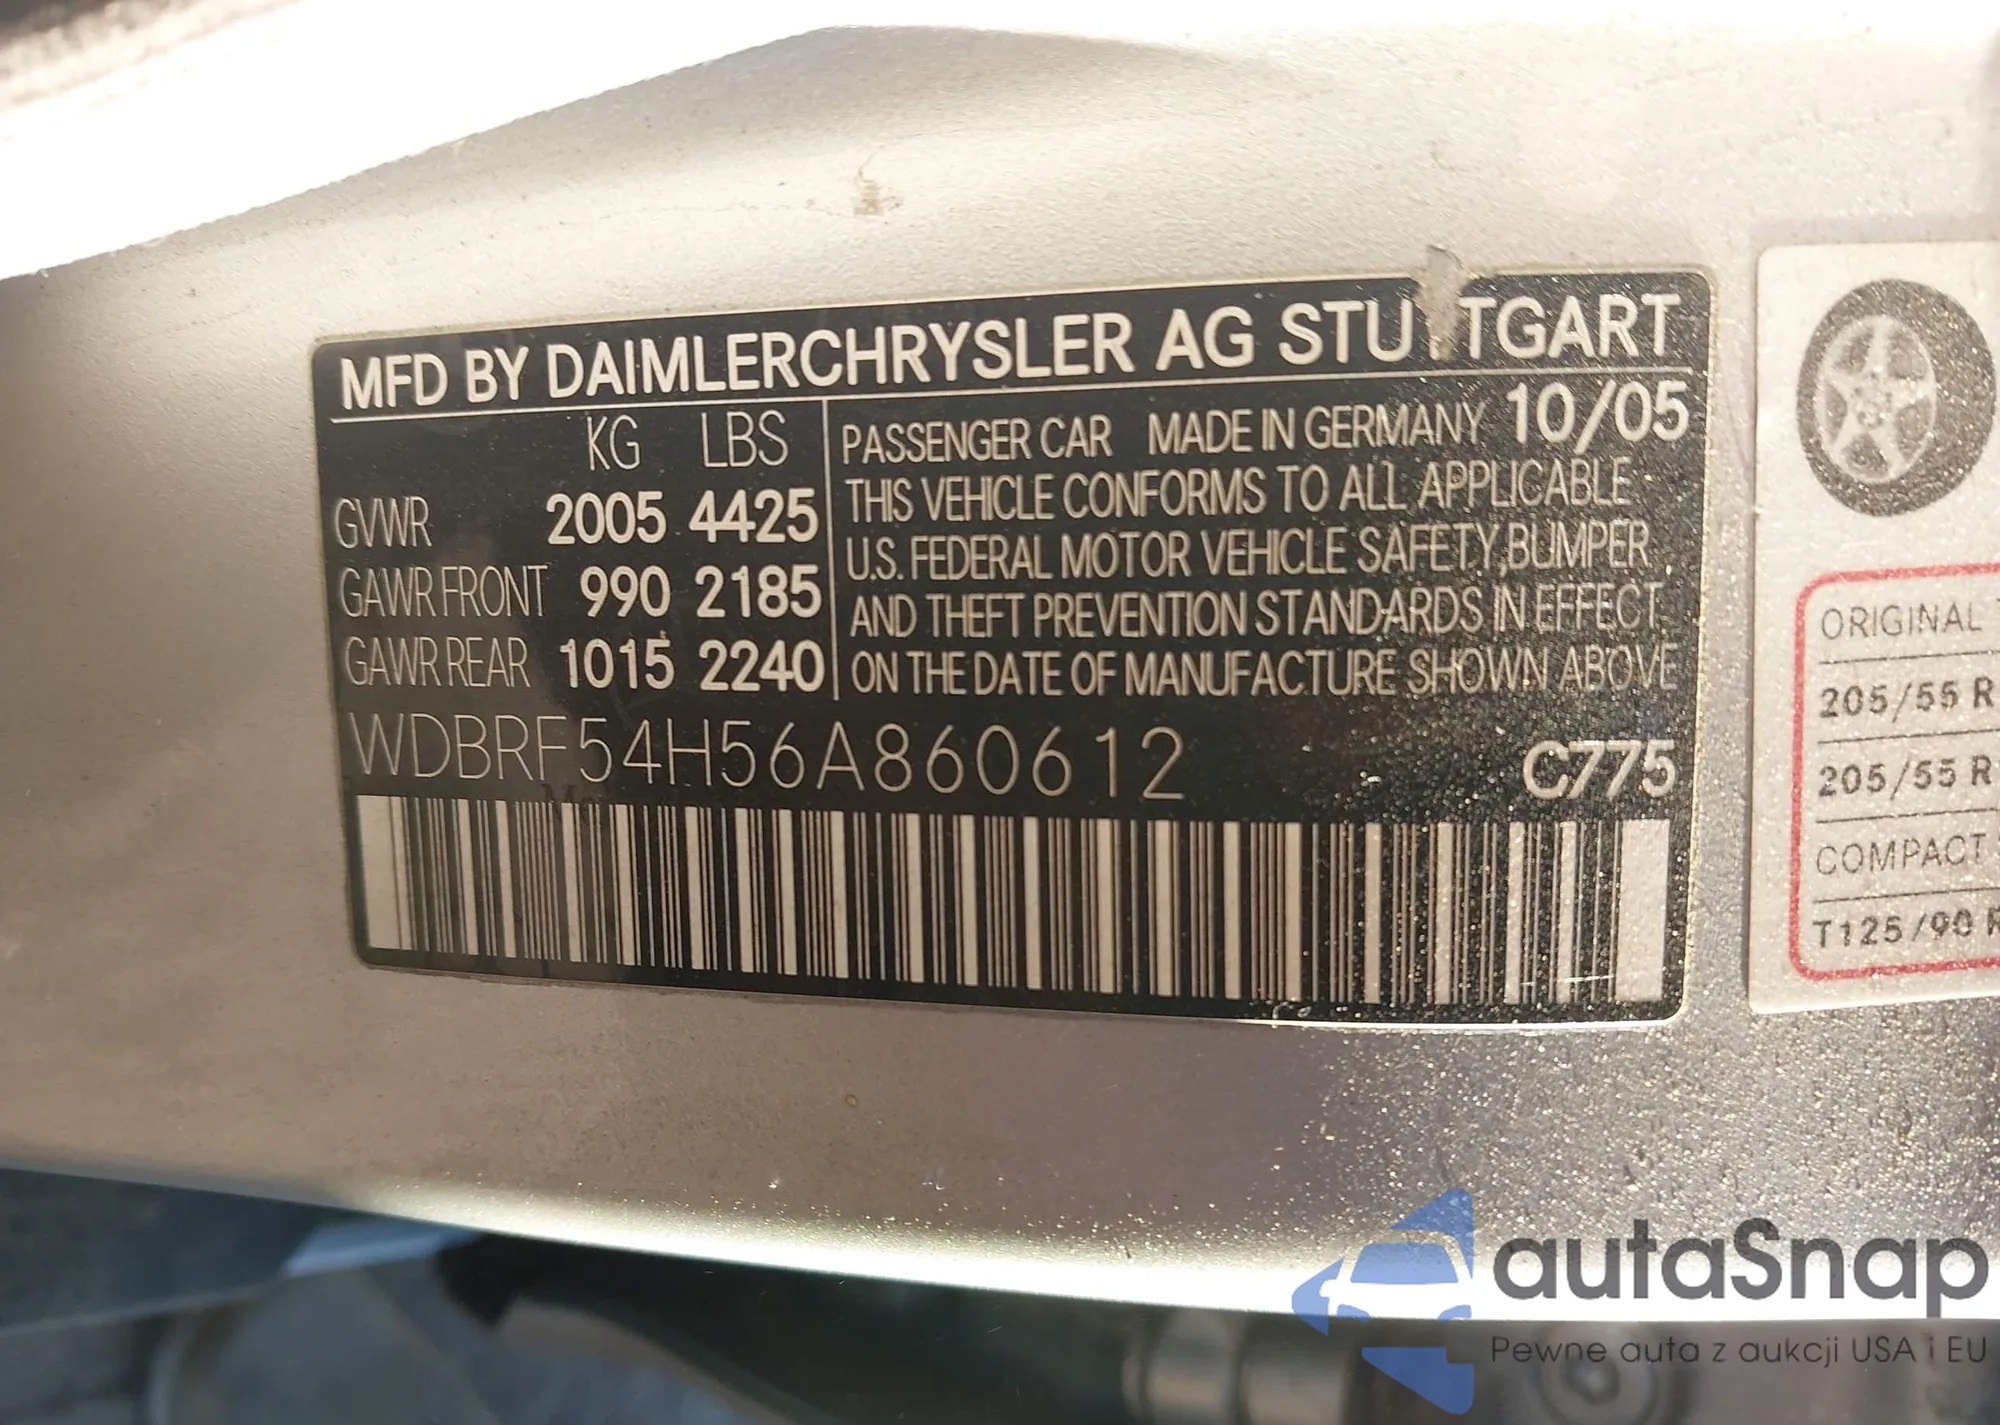 MFD BY DAIMLERCHRYSLER AG STUTTGART
KG LBS
GVWR 2005 4425
GAWR FRONT 990 2185
GAWR REAR 1015 2240
PASSENGER CAR MADE IN GERMANY 10/05
THIS VEHICLE CONFORMS TO ALL APPLICABLE
U.S. FEDERAL MOTOR VEHICLE SAFETY, BUMPER
AND THEFT PREVENTION STANDARDS IN EFFECT
ON THE DATE OF MANUFACTURE SHOWN ABOVE
WDBRF54H56A860612 C775
ORIGINAL
205/55 R
205/55 R
COMPACT
T125/90 R
autaSnap
Pewne auta z aukcji USA i EU